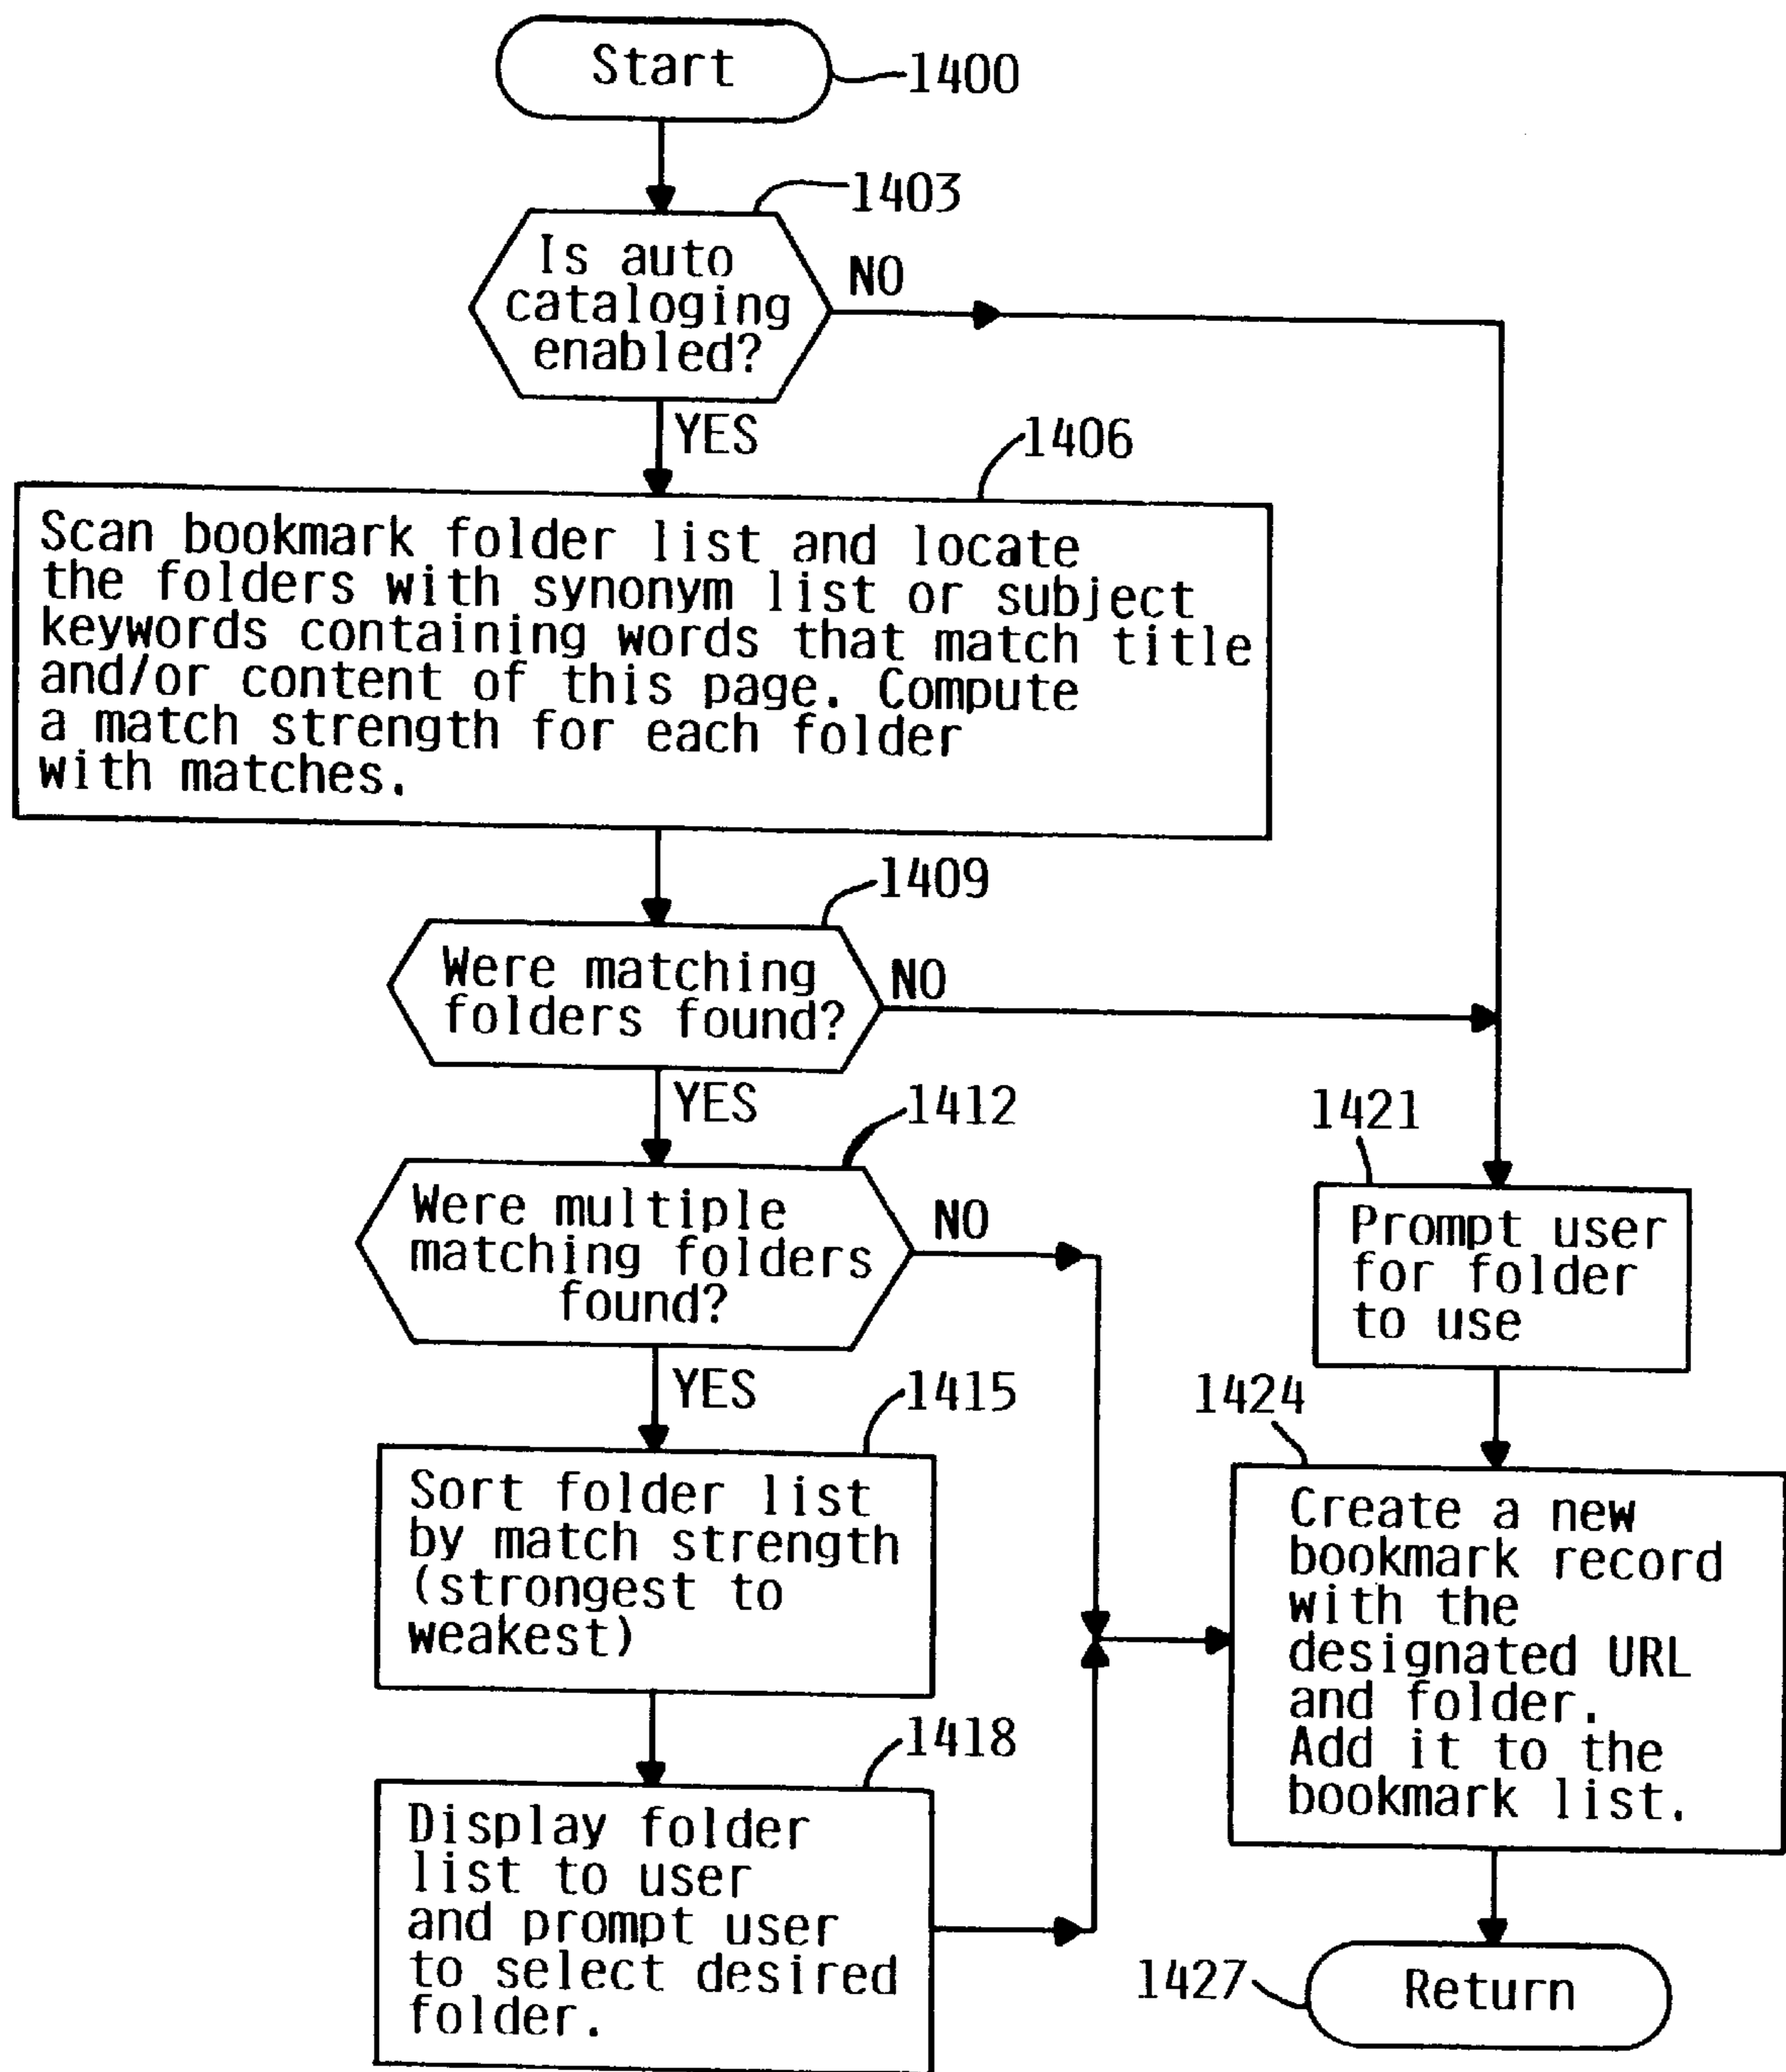 Start
1400
1403
Is auto
cataloging
enabled?
NO
YES
1406
Scan bookmark folder list and locate
the folders with synonym list or subject
keywords containing words that match title
and/or content of this page. Compute
a match strength for each folder
with matches.
1409
Were matching
folders found?
NO
YES
1412
Were multiple
matching folders
found?
NO
YES
1415
Sort folder list
by match strength
(strongest to
weakest)
1418
Display folder
list to user
and prompt user
to select desired
folder.
1421
Prompt user
for folder
to use
1424
Create a new
bookmark record
with the
designated URL
and folder.
Add it to the
bookmark list.
1427
Return